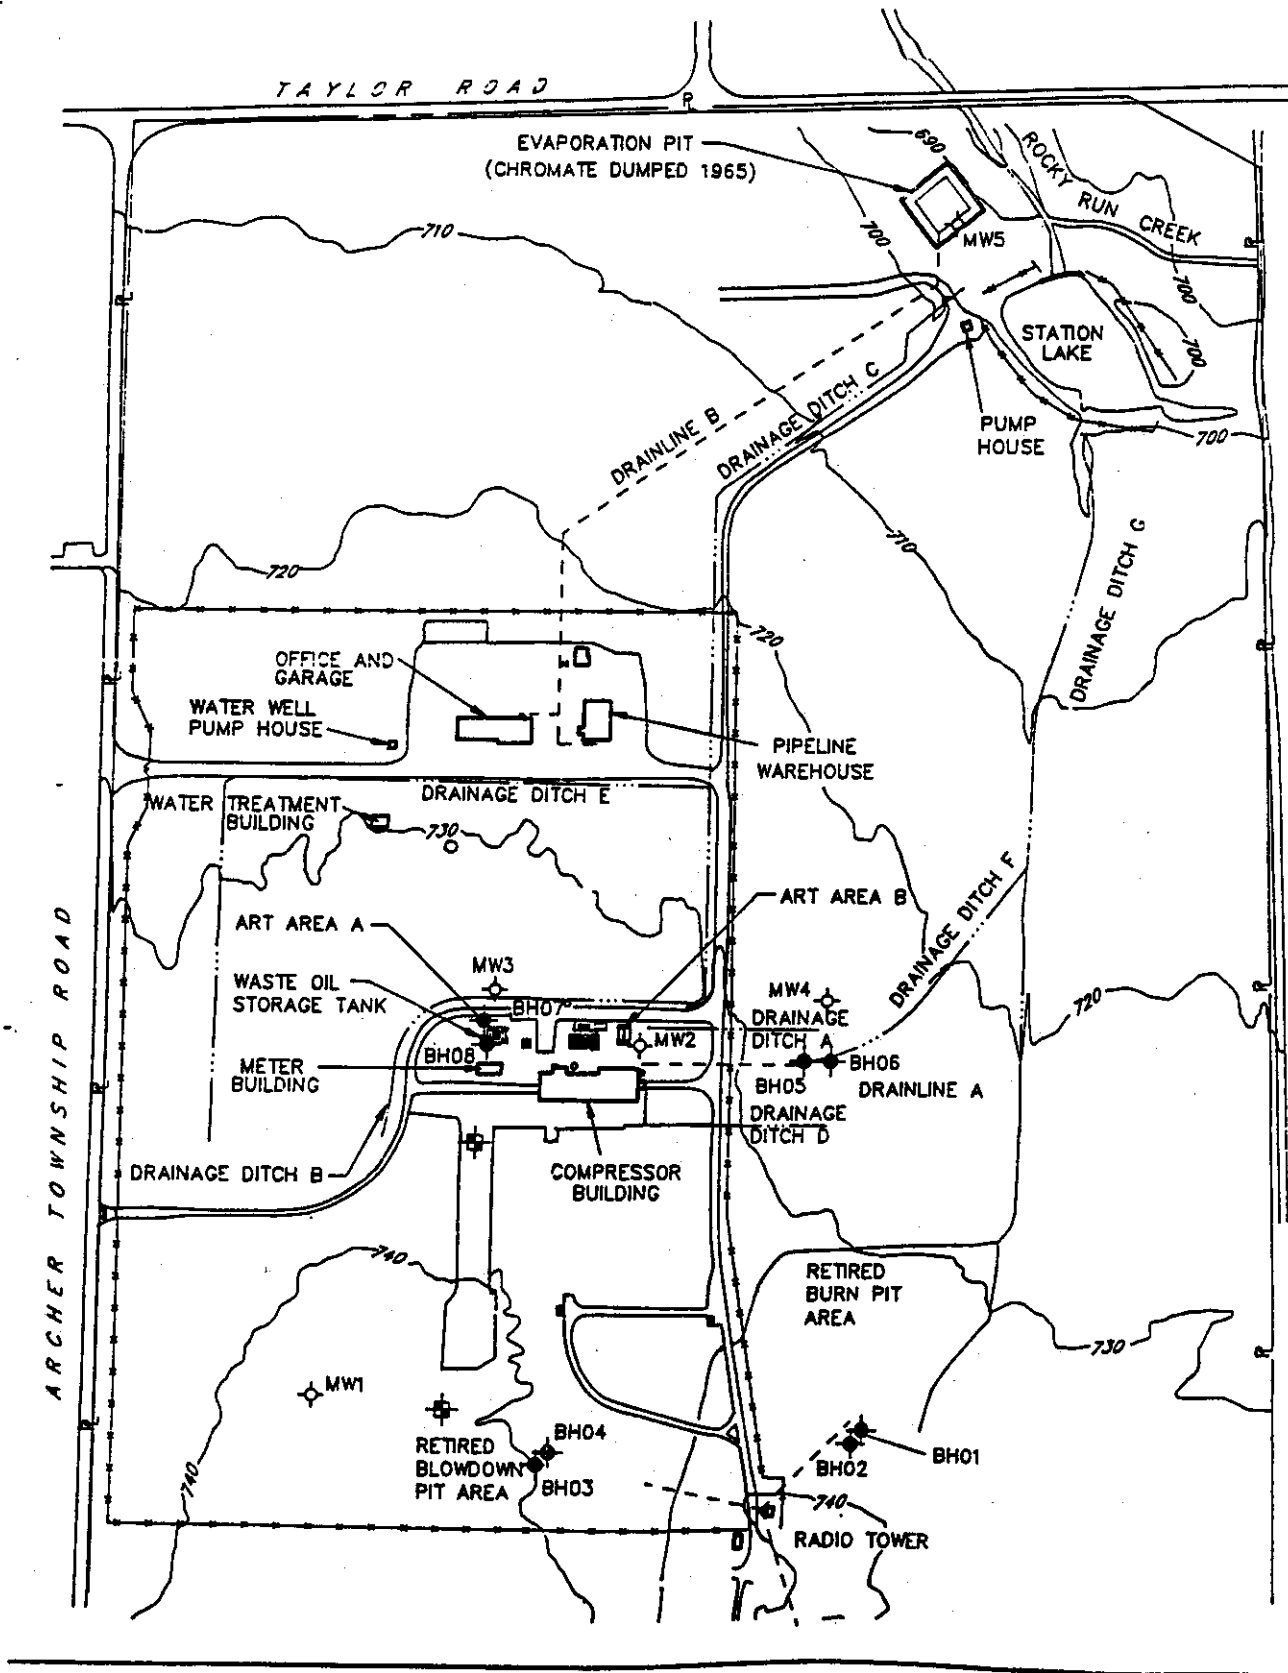 TAYLOR ROAD
EVAPORATION PIT
(CHROMATE DUMPED 1965)
690
ROCKY RUN CREEK
MW5
710
700
700
STATION
LAKE
700
DRAINLINE B
DRAINAGE DITCH C
PUMP
HOUSE
700
710
DRAINAGE DITCH G
720
720
OFFICE AND
GARAGE
WATER WELL
PUMP HOUSE
PIPELINE
WAREHOUSE
WATER TREATMENT
BUILDING
DRAINAGE DITCH E
730
ART AREA A
ART AREA B
DRAINAGE DITCH F
ARCHER TOWNSHIP ROAD
WASTE OIL
STORAGE TANK
MW3
BH07
MW4
DRAINAGE
DITCH A
720
MW2
BH08
METER
BUILDING
BH05
BH06
DRAINLINE A
DRAINAGE
DITCH D
DRAINAGE DITCH B
COMPRESSOR
BUILDING
740
RETIRED
BURN PIT
AREA
730
MW1
RETIRED
BLOWDOWN
PIT AREA
BH04
BH03
BH02
BH01
740
740
RADIO TOWER